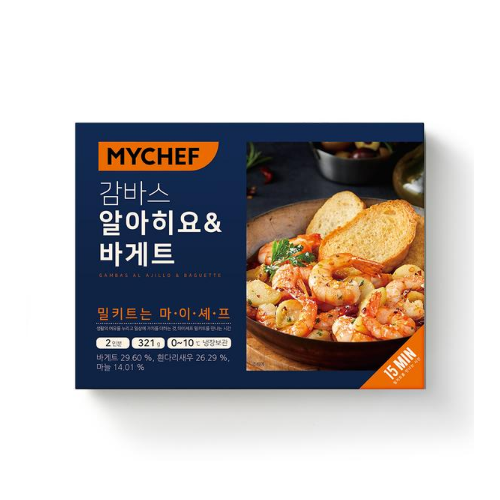 MYCHEF
감바스
알아히요&
바게트
GAMBAS AL AJILLO & BAGUETTE
밀키트는 마·이·셰·프
2인분 321g 0~10℃ 냉장보관
바게트 29.60 %, 흰다리새우 26.29 %,
마늘 14.01 %
15 MIN